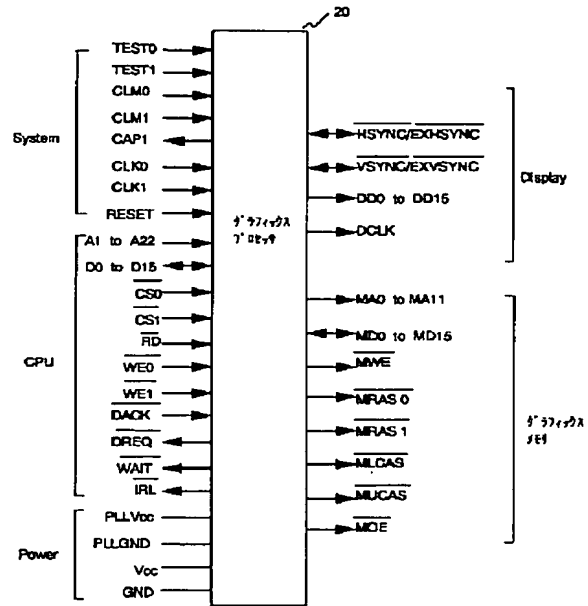 20
System
TEST0
TEST1
CLM0
CLM1
CAP1
CLK0
CLK1
RESET
CPU
A1 to A22
D0 to D15
CS0
CS1
RD
WE0
WE1
DACK
DREQ
WAIT
IRL
Power
PLLVcc
PLLGND
Vcc
GND
グラフィックス
プロセッサ
HSYNC/EXHSYNC
VSYNC/EXVSYNC
DD0 to DD15
DCLK
Display
MA0 to MA11
MD0 to MD15
MWE
MRAS 0
MRAS 1
MLCAS
MUCAS
MOE
グラフィックス
メモリ